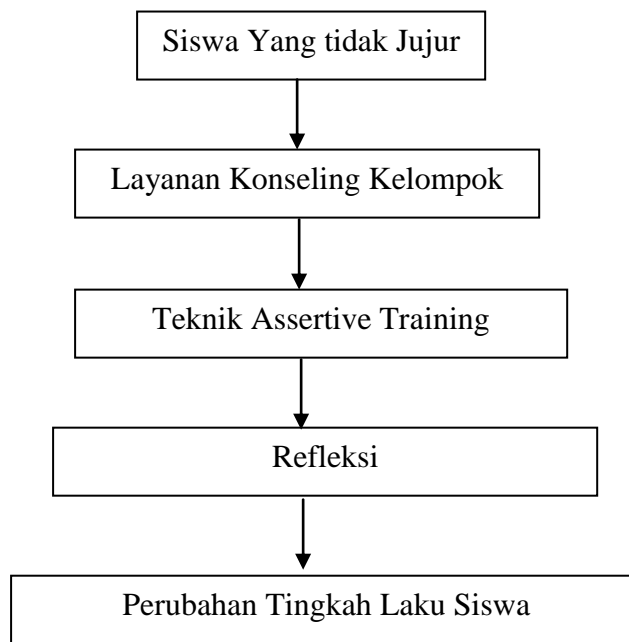 Siswa Yang tidak Jujur
Layanan Konseling Kelompok
Teknik Assertive Training
Refleksi
Perubahan Tingkah Laku Siswa